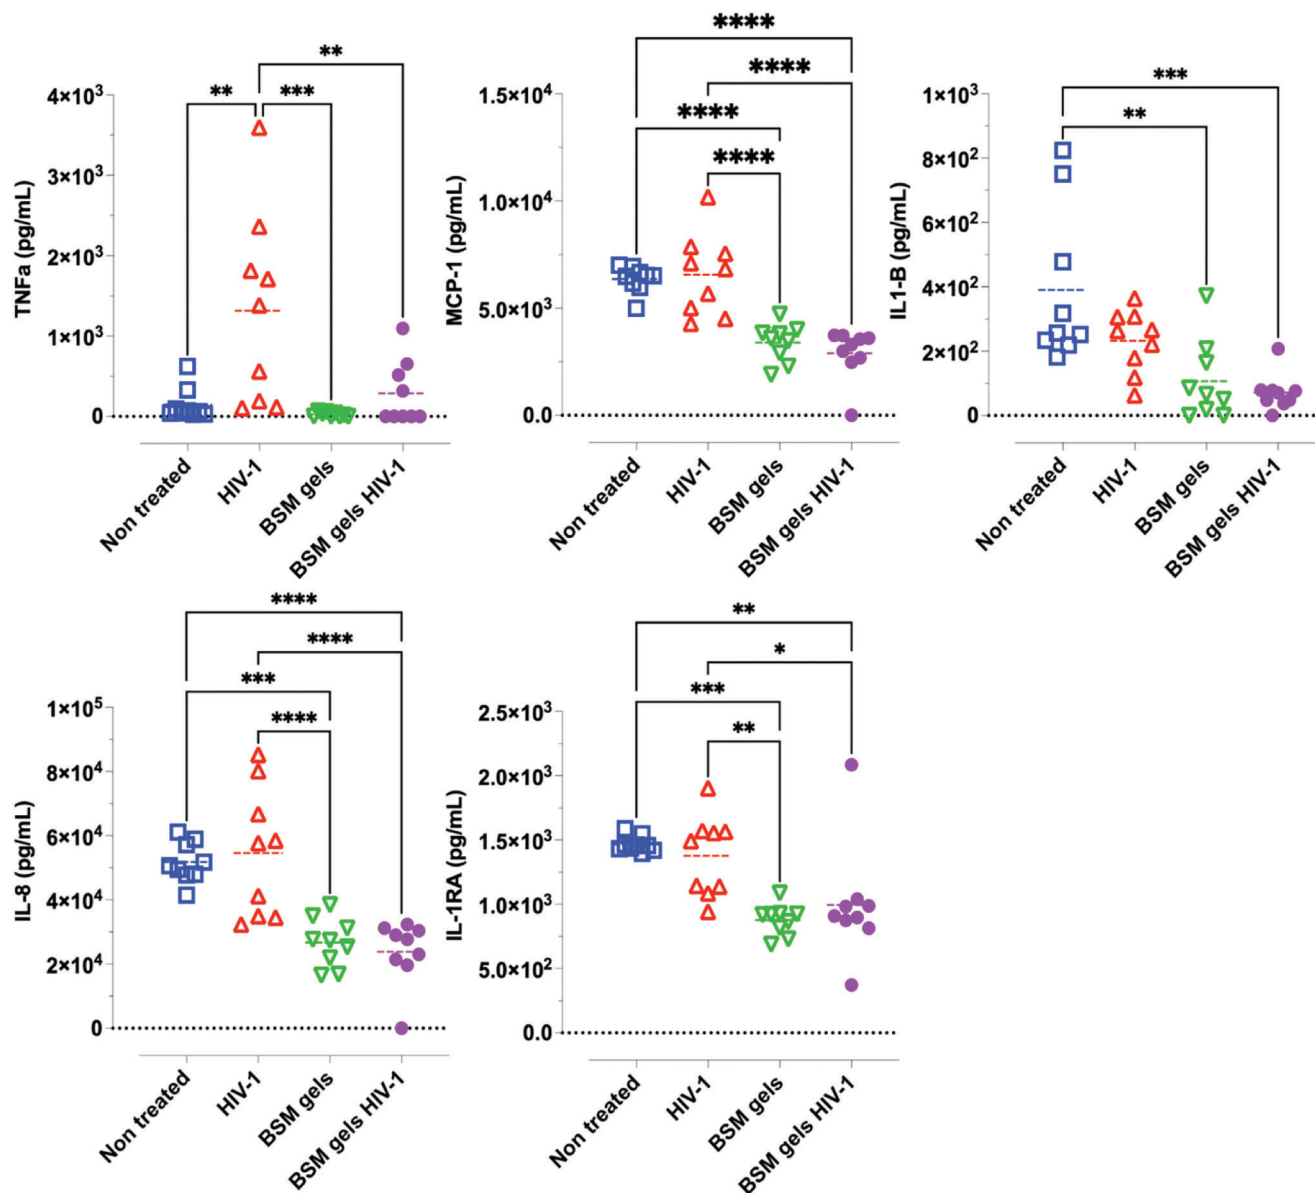 **
** ***
4×10³
3×10³
2×10³
1×10³
0
TNFa (pg/mL)
Non treated
HIV-1
BSM gels
BSM gels HIV-1
****
****
****
****
1.5×10⁴
1.0×10⁴
5.0×10³
0.0
MCP-1 (pg/mL)
Non treated
HIV-1
BSM gels
BSM gels HIV-1
***
**
1×10³
8×10²
6×10²
4×10²
2×10²
0
IL1-B (pg/mL)
Non treated
HIV-1
BSM gels
BSM gels HIV-1
****
****
***
****
1×10⁵
8×10⁴
6×10⁴
4×10⁴
2×10⁴
0
IL-8 (pg/mL)
Non treated
HIV-1
BSM gels
BSM gels HIV-1
**
*
***
**
2.5×10³
2.0×10³
1.5×10³
1.0×10³
5.0×10²
0.0
IL-1RA (pg/mL)
Non treated
HIV-1
BSM gels
BSM gels HIV-1